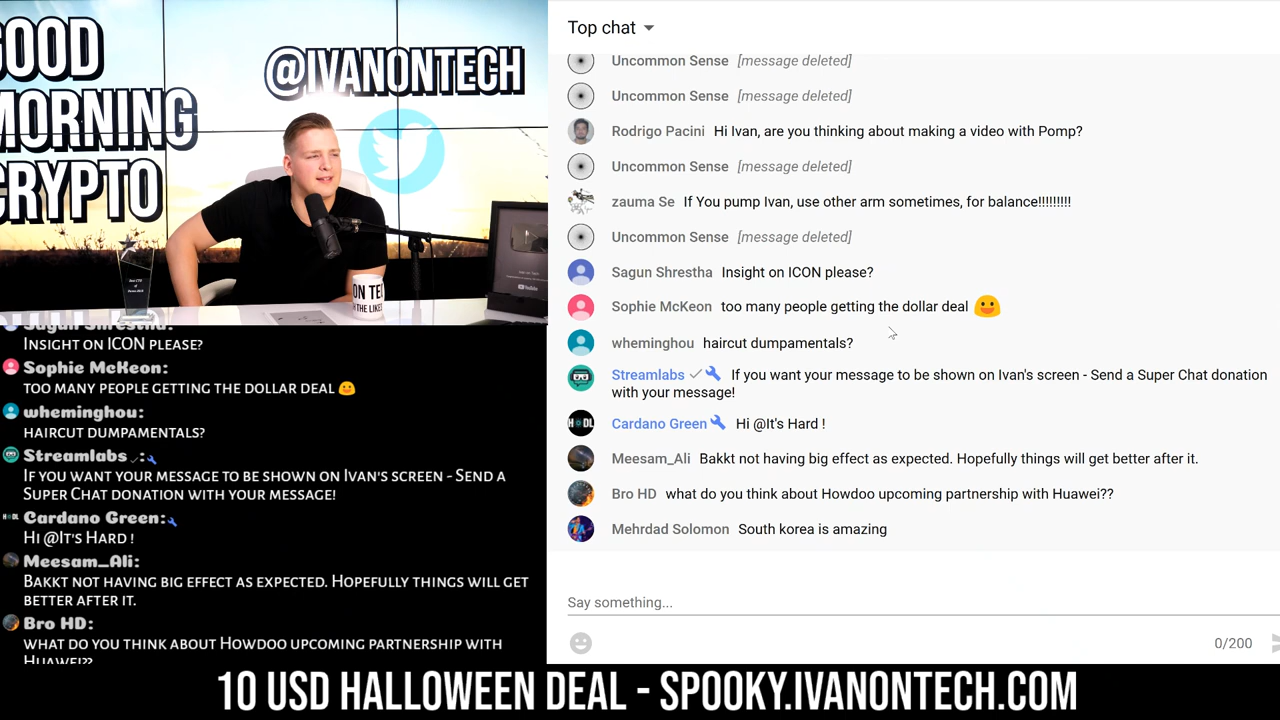 GOOD
MORNING
CRYPTO
@IVANONTECH
ON TEC
THE LIKE
YouTube
Sagun Shrestha:
Insight on ICON please?
Sophie McKeon:
too many people getting the dollar deal
wheminghou:
haircut dumpamentals?
Streamlabs:
If you want your message to be shown on Ivan's screen - Send a
Super Chat donation with your message!
Cardano Green:
Hi @It's Hard !
Meesam_Ali:
Bakkt not having big effect as expected. Hopefully things will get
better after it.
Bro HD:
what do you think about Howdoo upcoming partnership with
Huawei??
Top chat
Uncommon Sense [message deleted]
Uncommon Sense [message deleted]
Rodrigo Pacini Hi Ivan, are you thinking about making a video with Pomp?
Uncommon Sense [message deleted]
zauma Se If You pump Ivan, use other arm sometimes, for balance!!!!!!!!!
Uncommon Sense [message deleted]
Sagun Shrestha Insight on ICON please?
Sophie McKeon too many people getting the dollar deal
wheminghou haircut dumpamentals?
Streamlabs If you want your message to be shown on Ivan's screen - Send a Super Chat donation
with your message!
Cardano Green Hi @It's Hard !
Meesam_Ali Bakkt not having big effect as expected. Hopefully things will get better after it.
Bro HD what do you think about Howdoo upcoming partnership with Huawei??
Mehrdad Solomon South korea is amazing
Say something...
0/200
10 USD HALLOWEEN DEAL - SPOOKY.IVANONTECH.COM